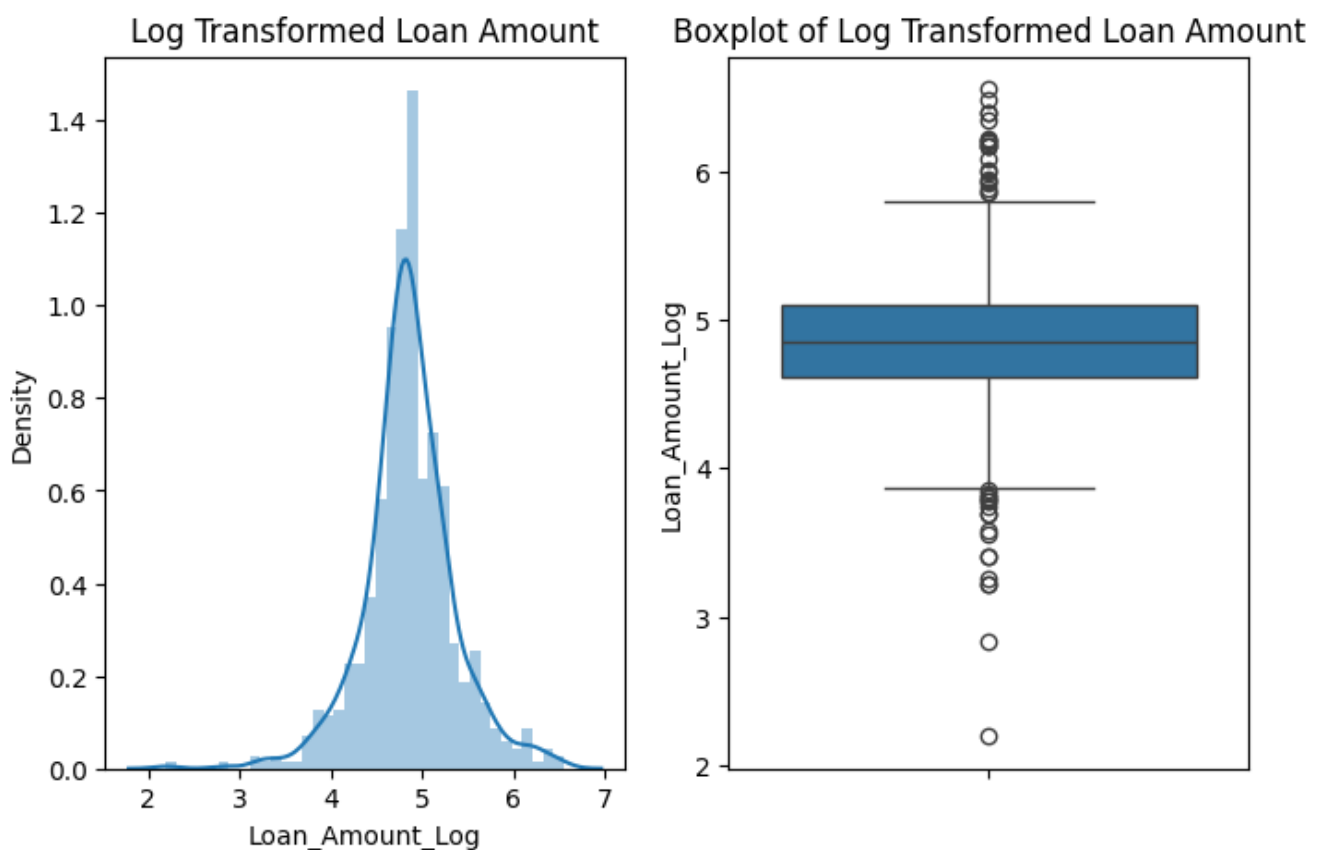 Log Transformed Loan Amount
1.4
1.2
1.0
0.8
0.6
0.4
0.2
0.0
Density
2 3 4 5 6 7
Loan_Amount_Log
Boxplot of Log Transformed Loan Amount
6
5
4
3
2
Loan_Amount_Log